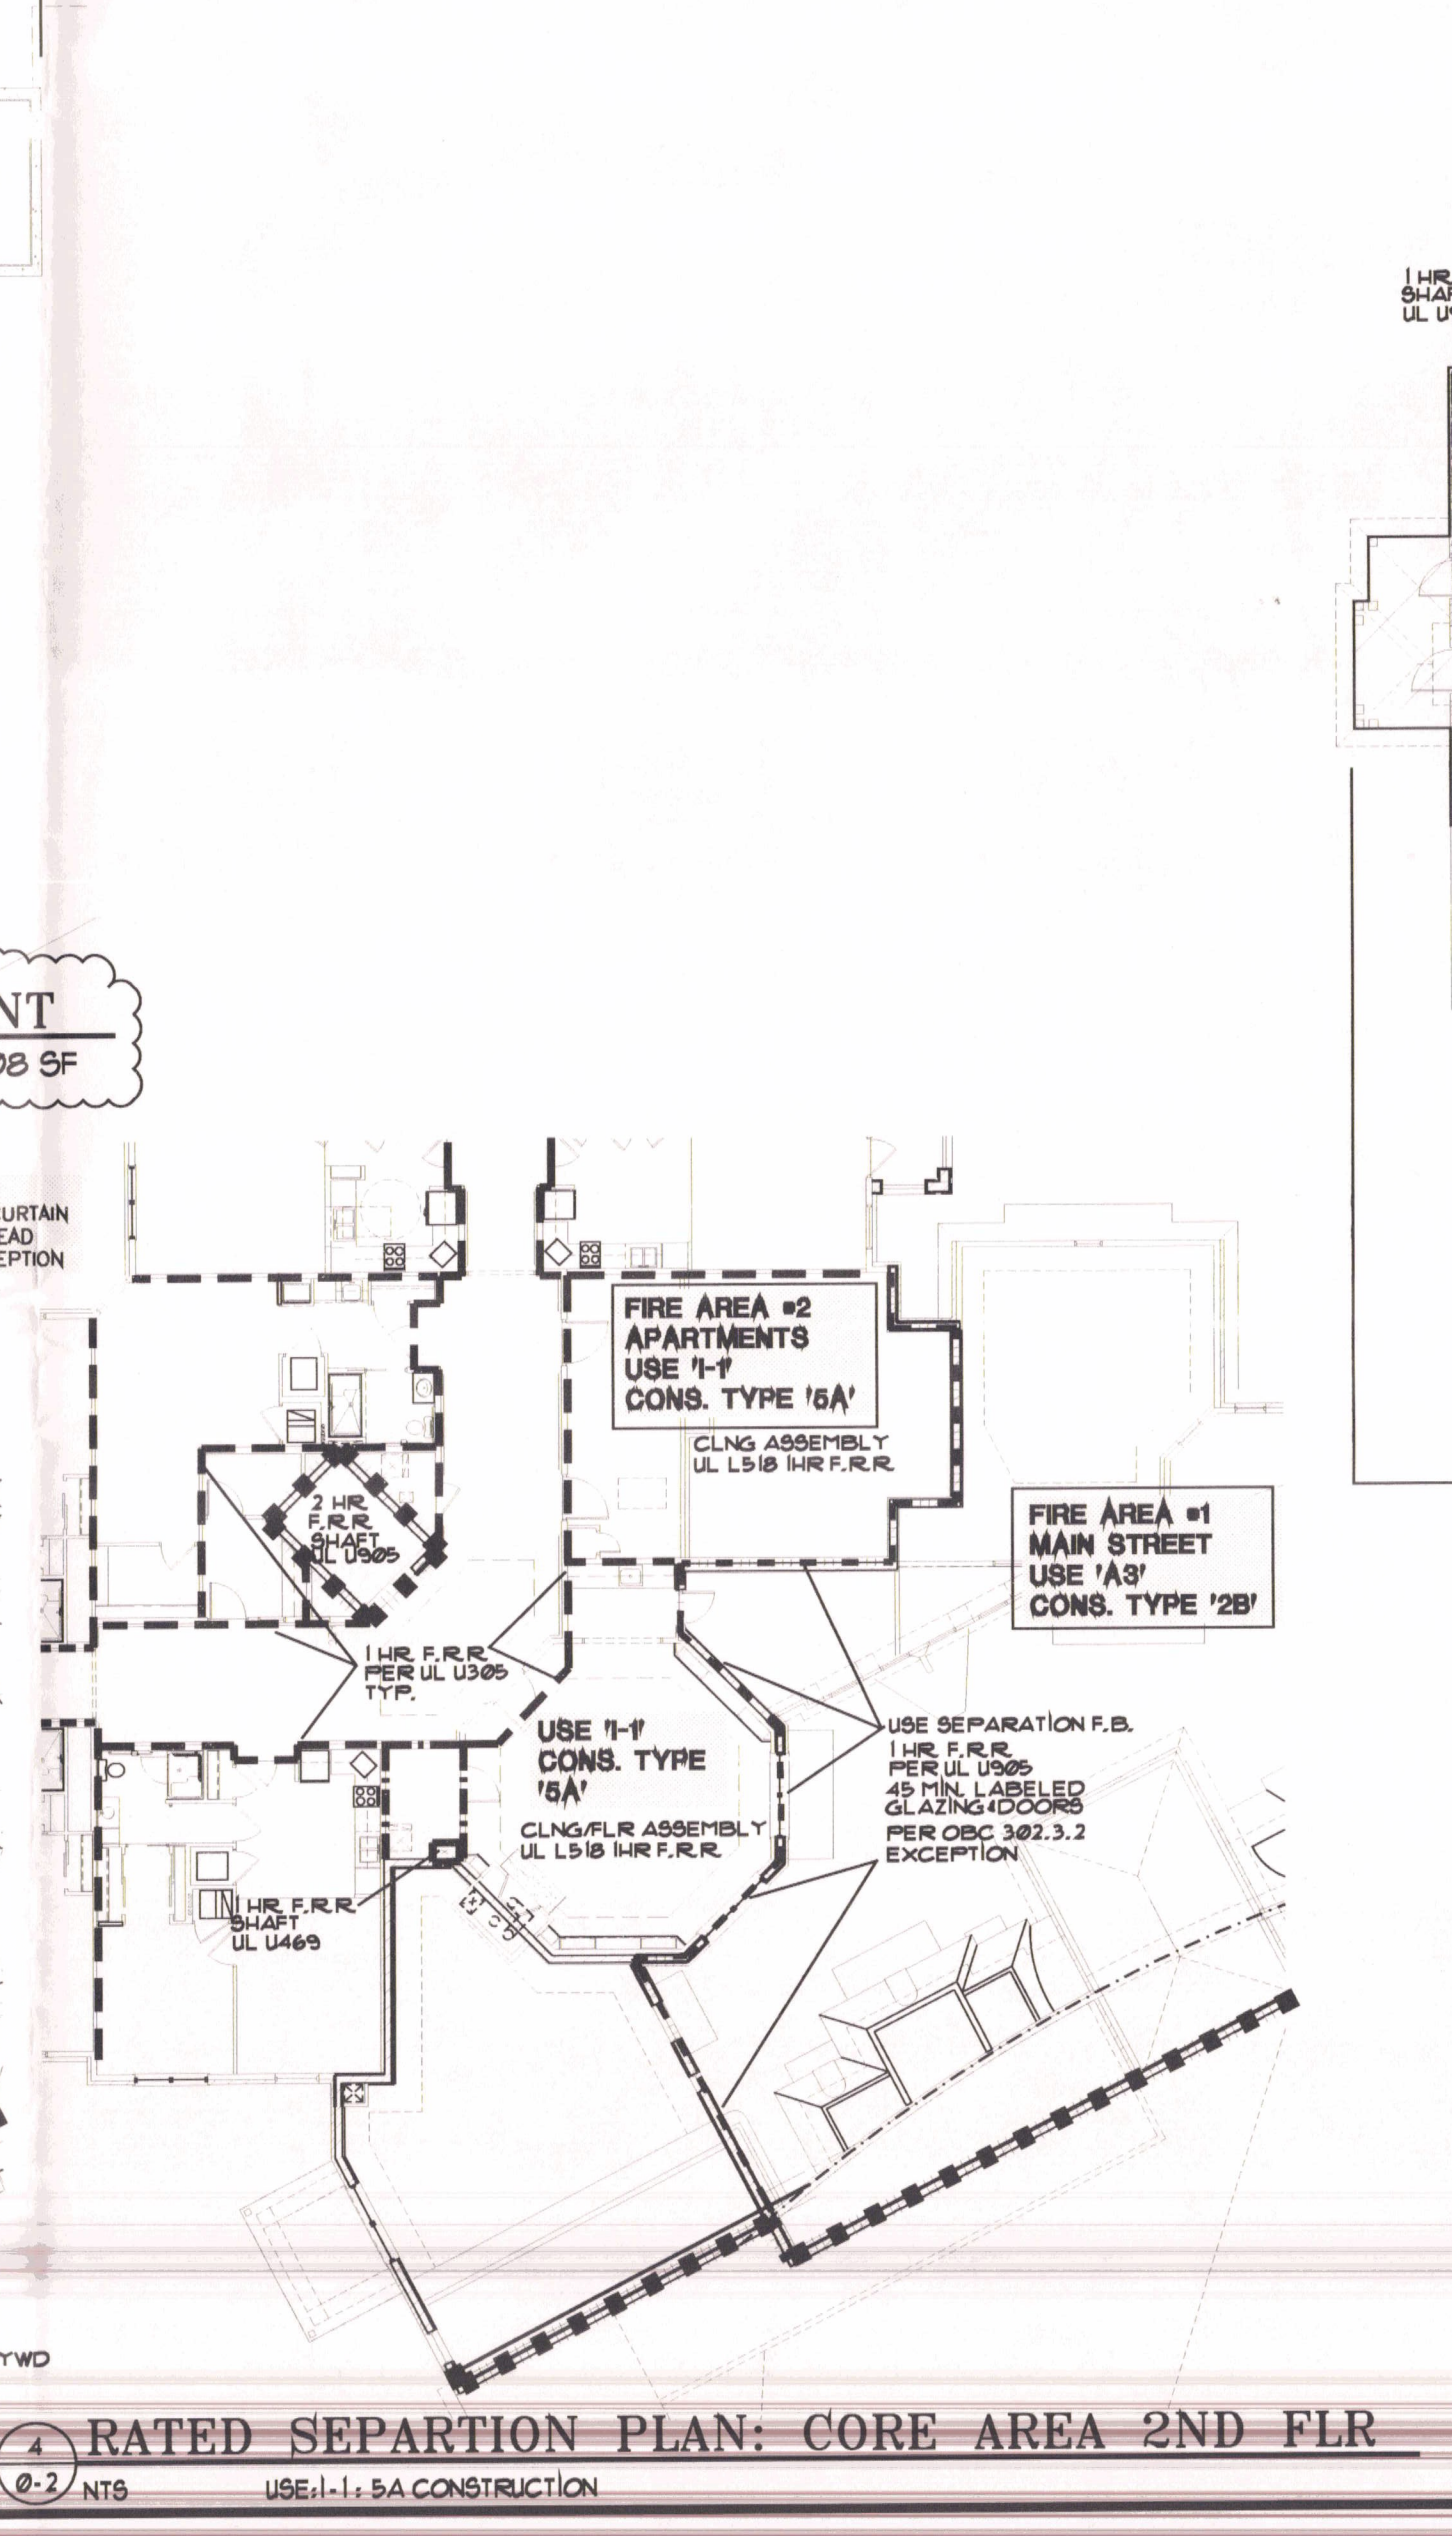 1 HR
UL
NT
08 SF
CURTAIN
EAD
EPTION
FIRE AREA #2
APARTMENTS
USE 'I-1'
CONS. TYPE '5A'
CLNG ASSEMBLY
UL L518 1HR F.R.R
2 HR
F.R.R
SHAFT
UL U905
FIRE AREA #1
MAIN STREET
USE 'A3'
CONS. TYPE '2B'
1 HR F.R.R
PER UL U305
TYP.
USE 'I-1'
CONS. TYPE
'5A'
CLNG/FLR ASSEMBLY
UL L518 1HR F.R.R
USE SEPARATION F.B.
1 HR F.R.R
PER UL U905
45 MIN. LABELED
GLAZING&DOORS
PER OBC 302.3.2
EXCEPTION
1 HR F.R.R
SHAFT
UL U469
YWD
4
0-2
RATED SEPARTION PLAN: CORE AREA 2ND FLR
NTS
USE:I-1: 5A CONSTRUCTION